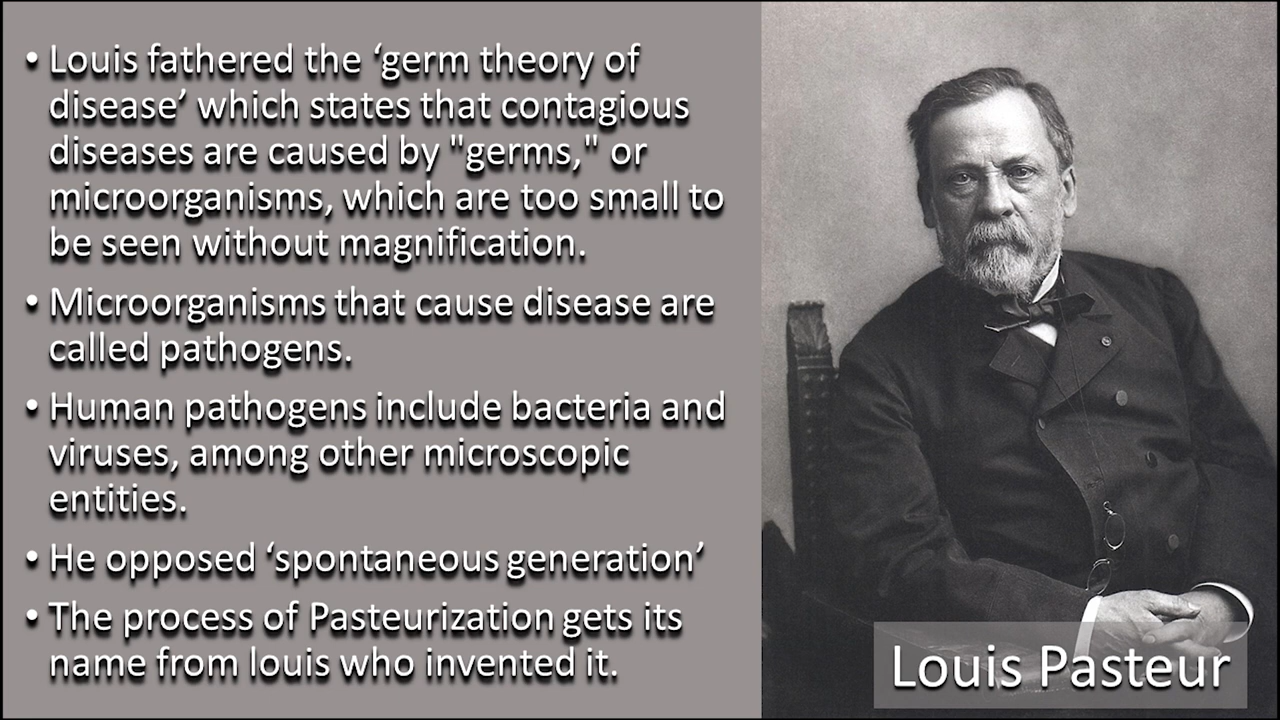 • Louis fathered the ‘germ theory of
disease’ which states that contagious
diseases are caused by "germs," or
microorganisms, which are too small to
be seen without magnification.
• Microorganisms that cause disease are
called pathogens.
• Human pathogens include bacteria and
viruses, among other microscopic
entities.
• He opposed ‘spontaneous generation’
• The process of Pasteurization gets its
name from louis who invented it.
Louis Pasteur